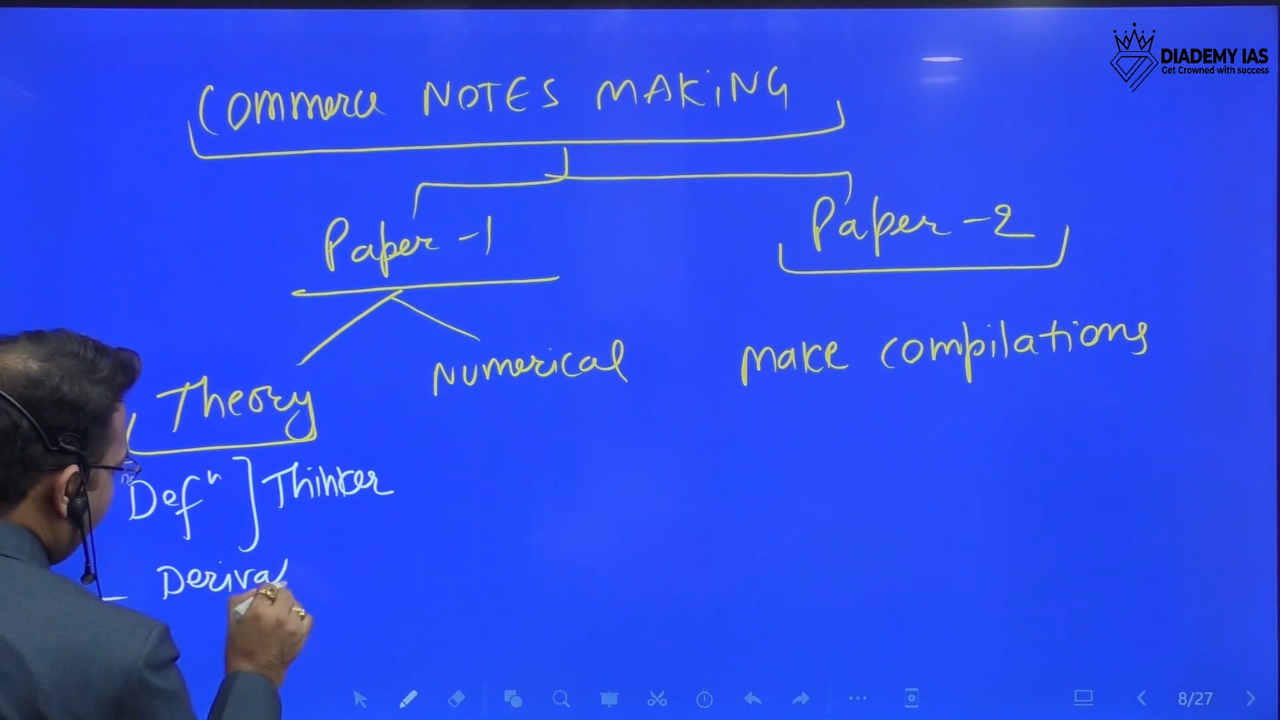 DIADEMY IAS
Get Crowned with success
Commerce NOTES MAKiNG
Paper -1
Paper -2
Theory
Numerical
Make compilations
Defⁿ ] Thinker
- Deriva
8/27